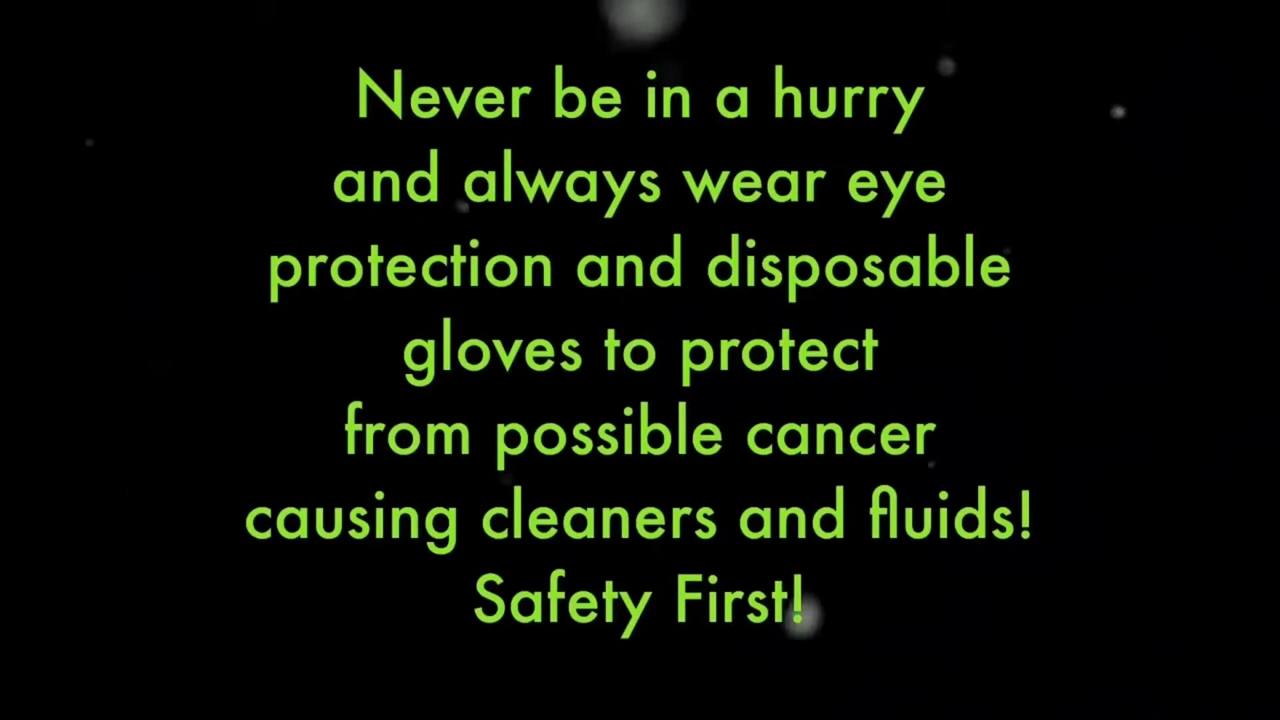 Never be in a hurry
and always wear eye
protection and disposable
gloves to protect
from possible cancer
causing cleaners and fluids!
Safety First!